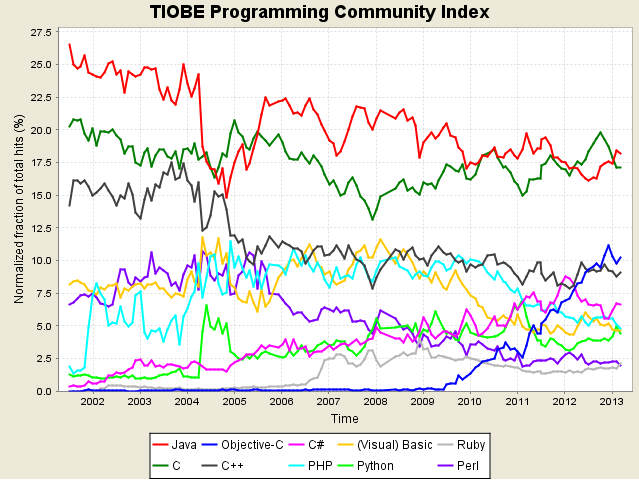 TIOBE Programming Community Index
Normalized fraction of total hits (%)
27.5
25.0
22.5
20.0
17.5
15.0
12.5
10.0
7.5
5.0
2.5
0.0
2002 2003 2004 2005 2006 2007 2008 2009 2010 2011 2012 2013
Time
Java Objective-C C# (Visual) Basic Ruby
C C++ PHP Python Perl